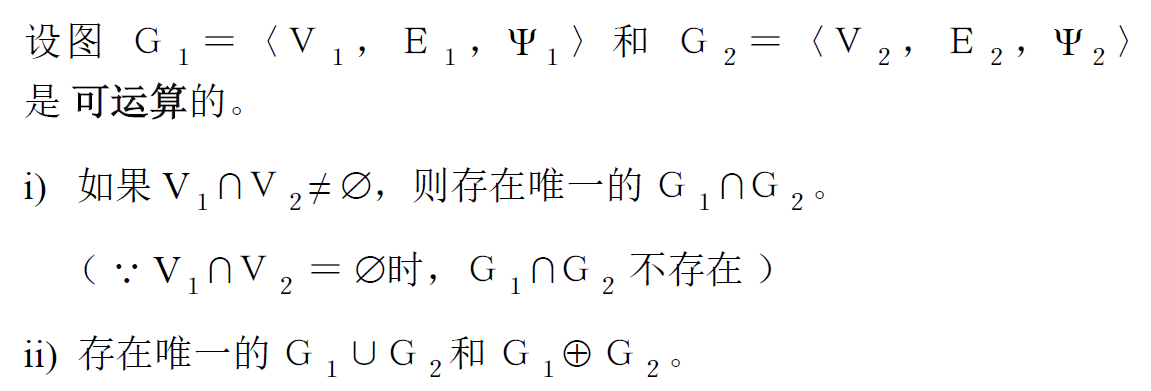 设图 G₁=〈V₁, E₁, Ψ₁〉和 G₂=〈V₂, E₂, Ψ₂〉
是 可运算的。
i) 如果 V₁∩V₂≠∅，则存在唯一的 G₁∩G₂。
（∵ V₁∩V₂ = ∅时，G₁∩G₂ 不存在）
ii) 存在唯一的 G₁∪G₂和 G₁⊕G₂。